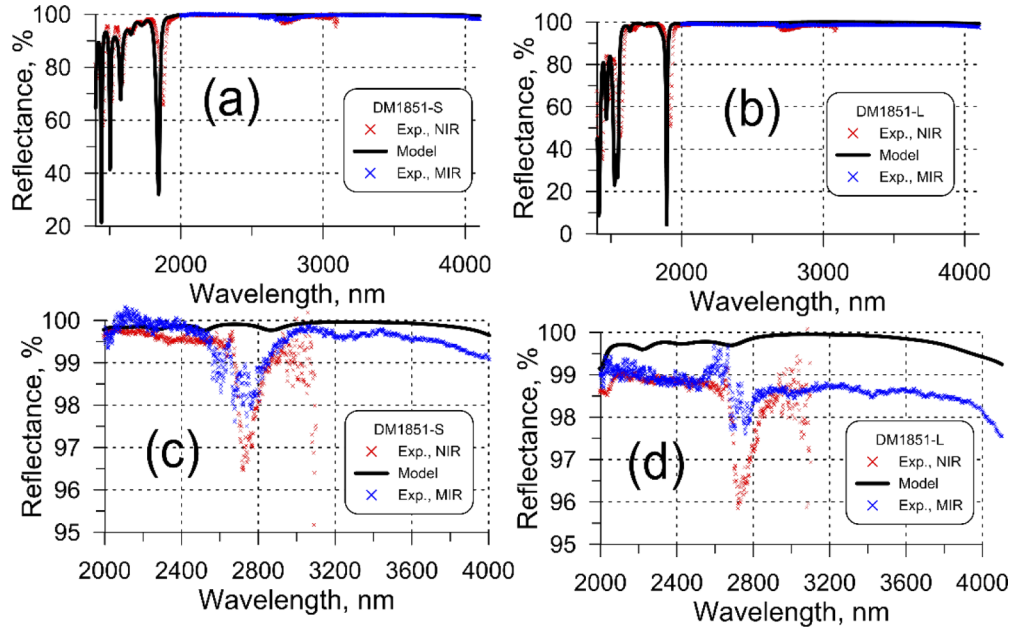 Reflectance, %
100
80
60
40
20
(a)
DM1851-S
Exp., NIR
Model
Exp., MIR
2000 3000 4000
Wavelength, nm
Reflectance, %
100
80
60
40
20
0
(b)
DM1851-L
Exp., NIR
Model
Exp., MIR
2000 3000 4000
Wavelength, nm
Reflectance, %
100
99
98
97
96
95
(c)
DM1851-S
Exp., NIR
Model
Exp., MIR
2000 2400 2800 3200 3600 4000
Wavelength, nm
Reflectance, %
100
99
98
97
96
95
(d)
DM1851-L
Exp., NIR
Model
Exp., MIR
2000 2400 2800 3200 3600 4000
Wavelength, nm